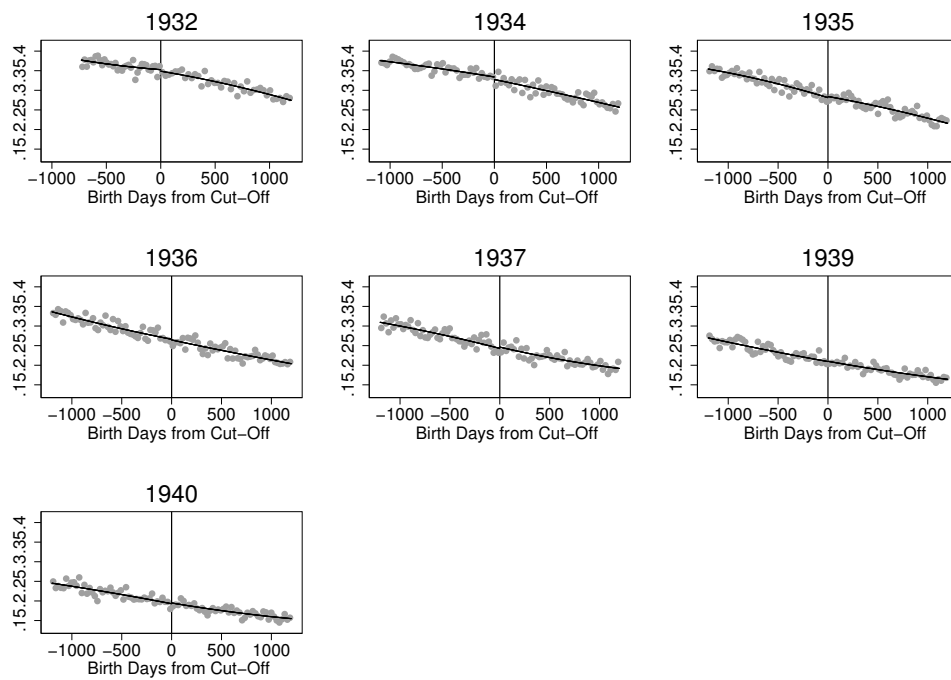 1932
.15.2.25.3.35.4
−1000 −500 0 500 1000
Birth Days from Cut−Off
1934
.15.2.25.3.35.4
−1000 −500 0 500 1000
Birth Days from Cut−Off
1935
.15.2.25.3.35.4
−1000 −500 0 500 1000
Birth Days from Cut−Off
1936
.15.2.25.3.35.4
−1000 −500 0 500 1000
Birth Days from Cut−Off
1937
.15.2.25.3.35.4
−1000 −500 0 500 1000
Birth Days from Cut−Off
1939
.15.2.25.3.35.4
−1000 −500 0 500 1000
Birth Days from Cut−Off
1940
.15.2.25.3.35.4
−1000 −500 0 500 1000
Birth Days from Cut−Off